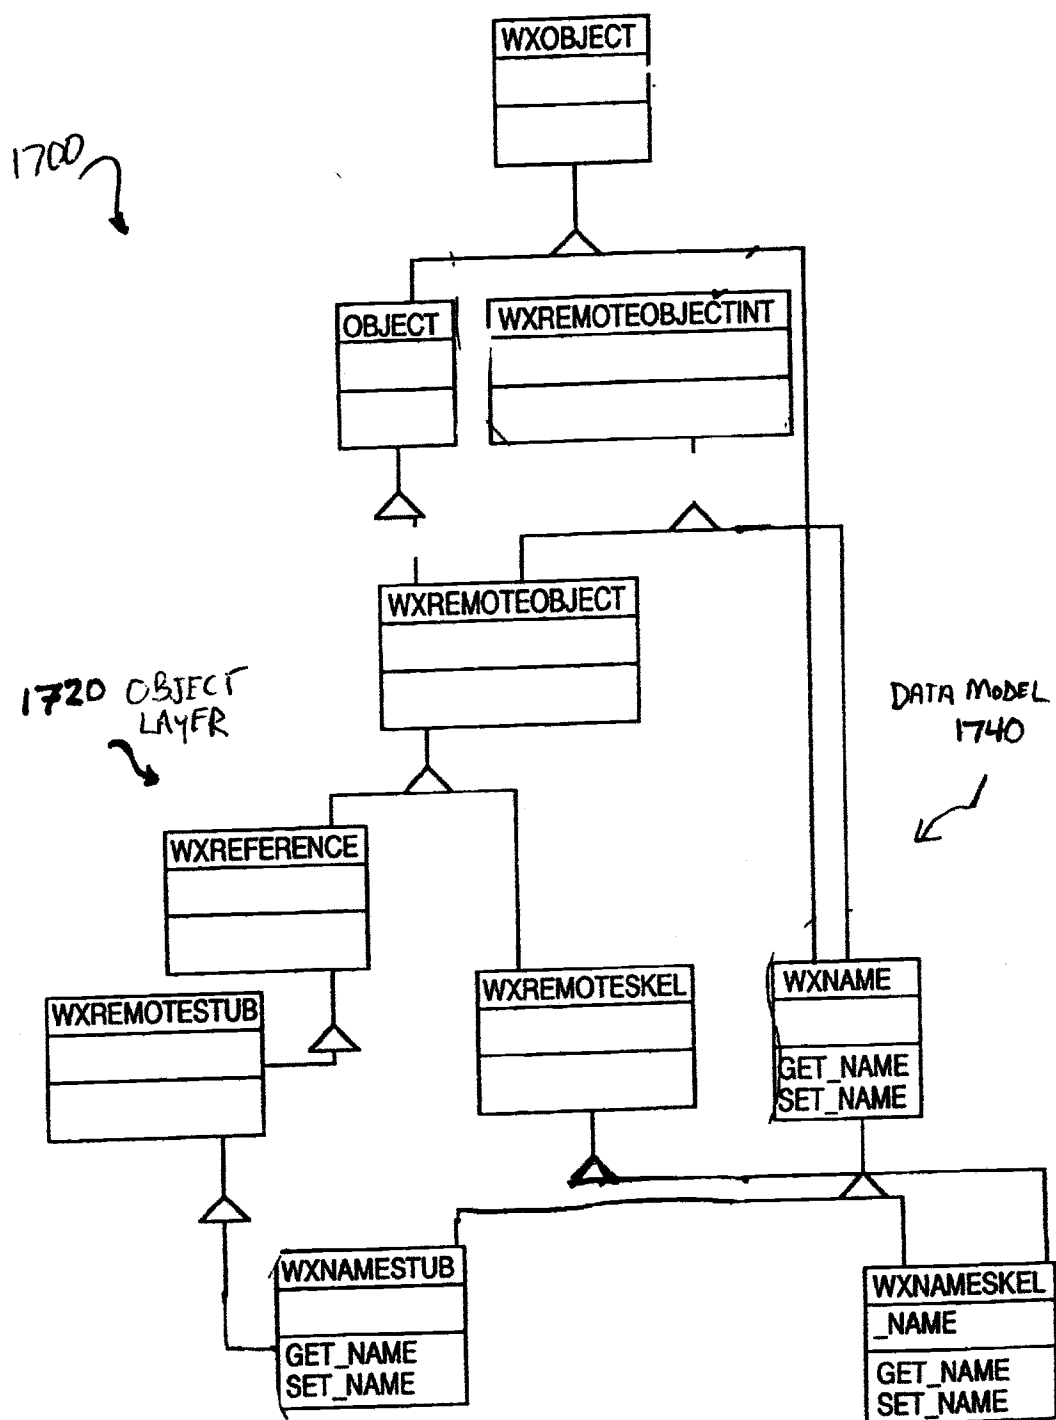 WXOBJECT
1700
OBJECT
WXREMOTEOBJECTINT
WXREMOTEOBJECT
1720 OBJECT
LAYER
DATA MODEL
1740
WXREFERENCE
WXREMOTESTUB
WXREMOTESKEL
WXNAME
GET_NAME
SET_NAME
WXNAMESTUB
GET_NAME
SET_NAME
WXNAMESKEL
_NAME
GET_NAME
SET_NAME